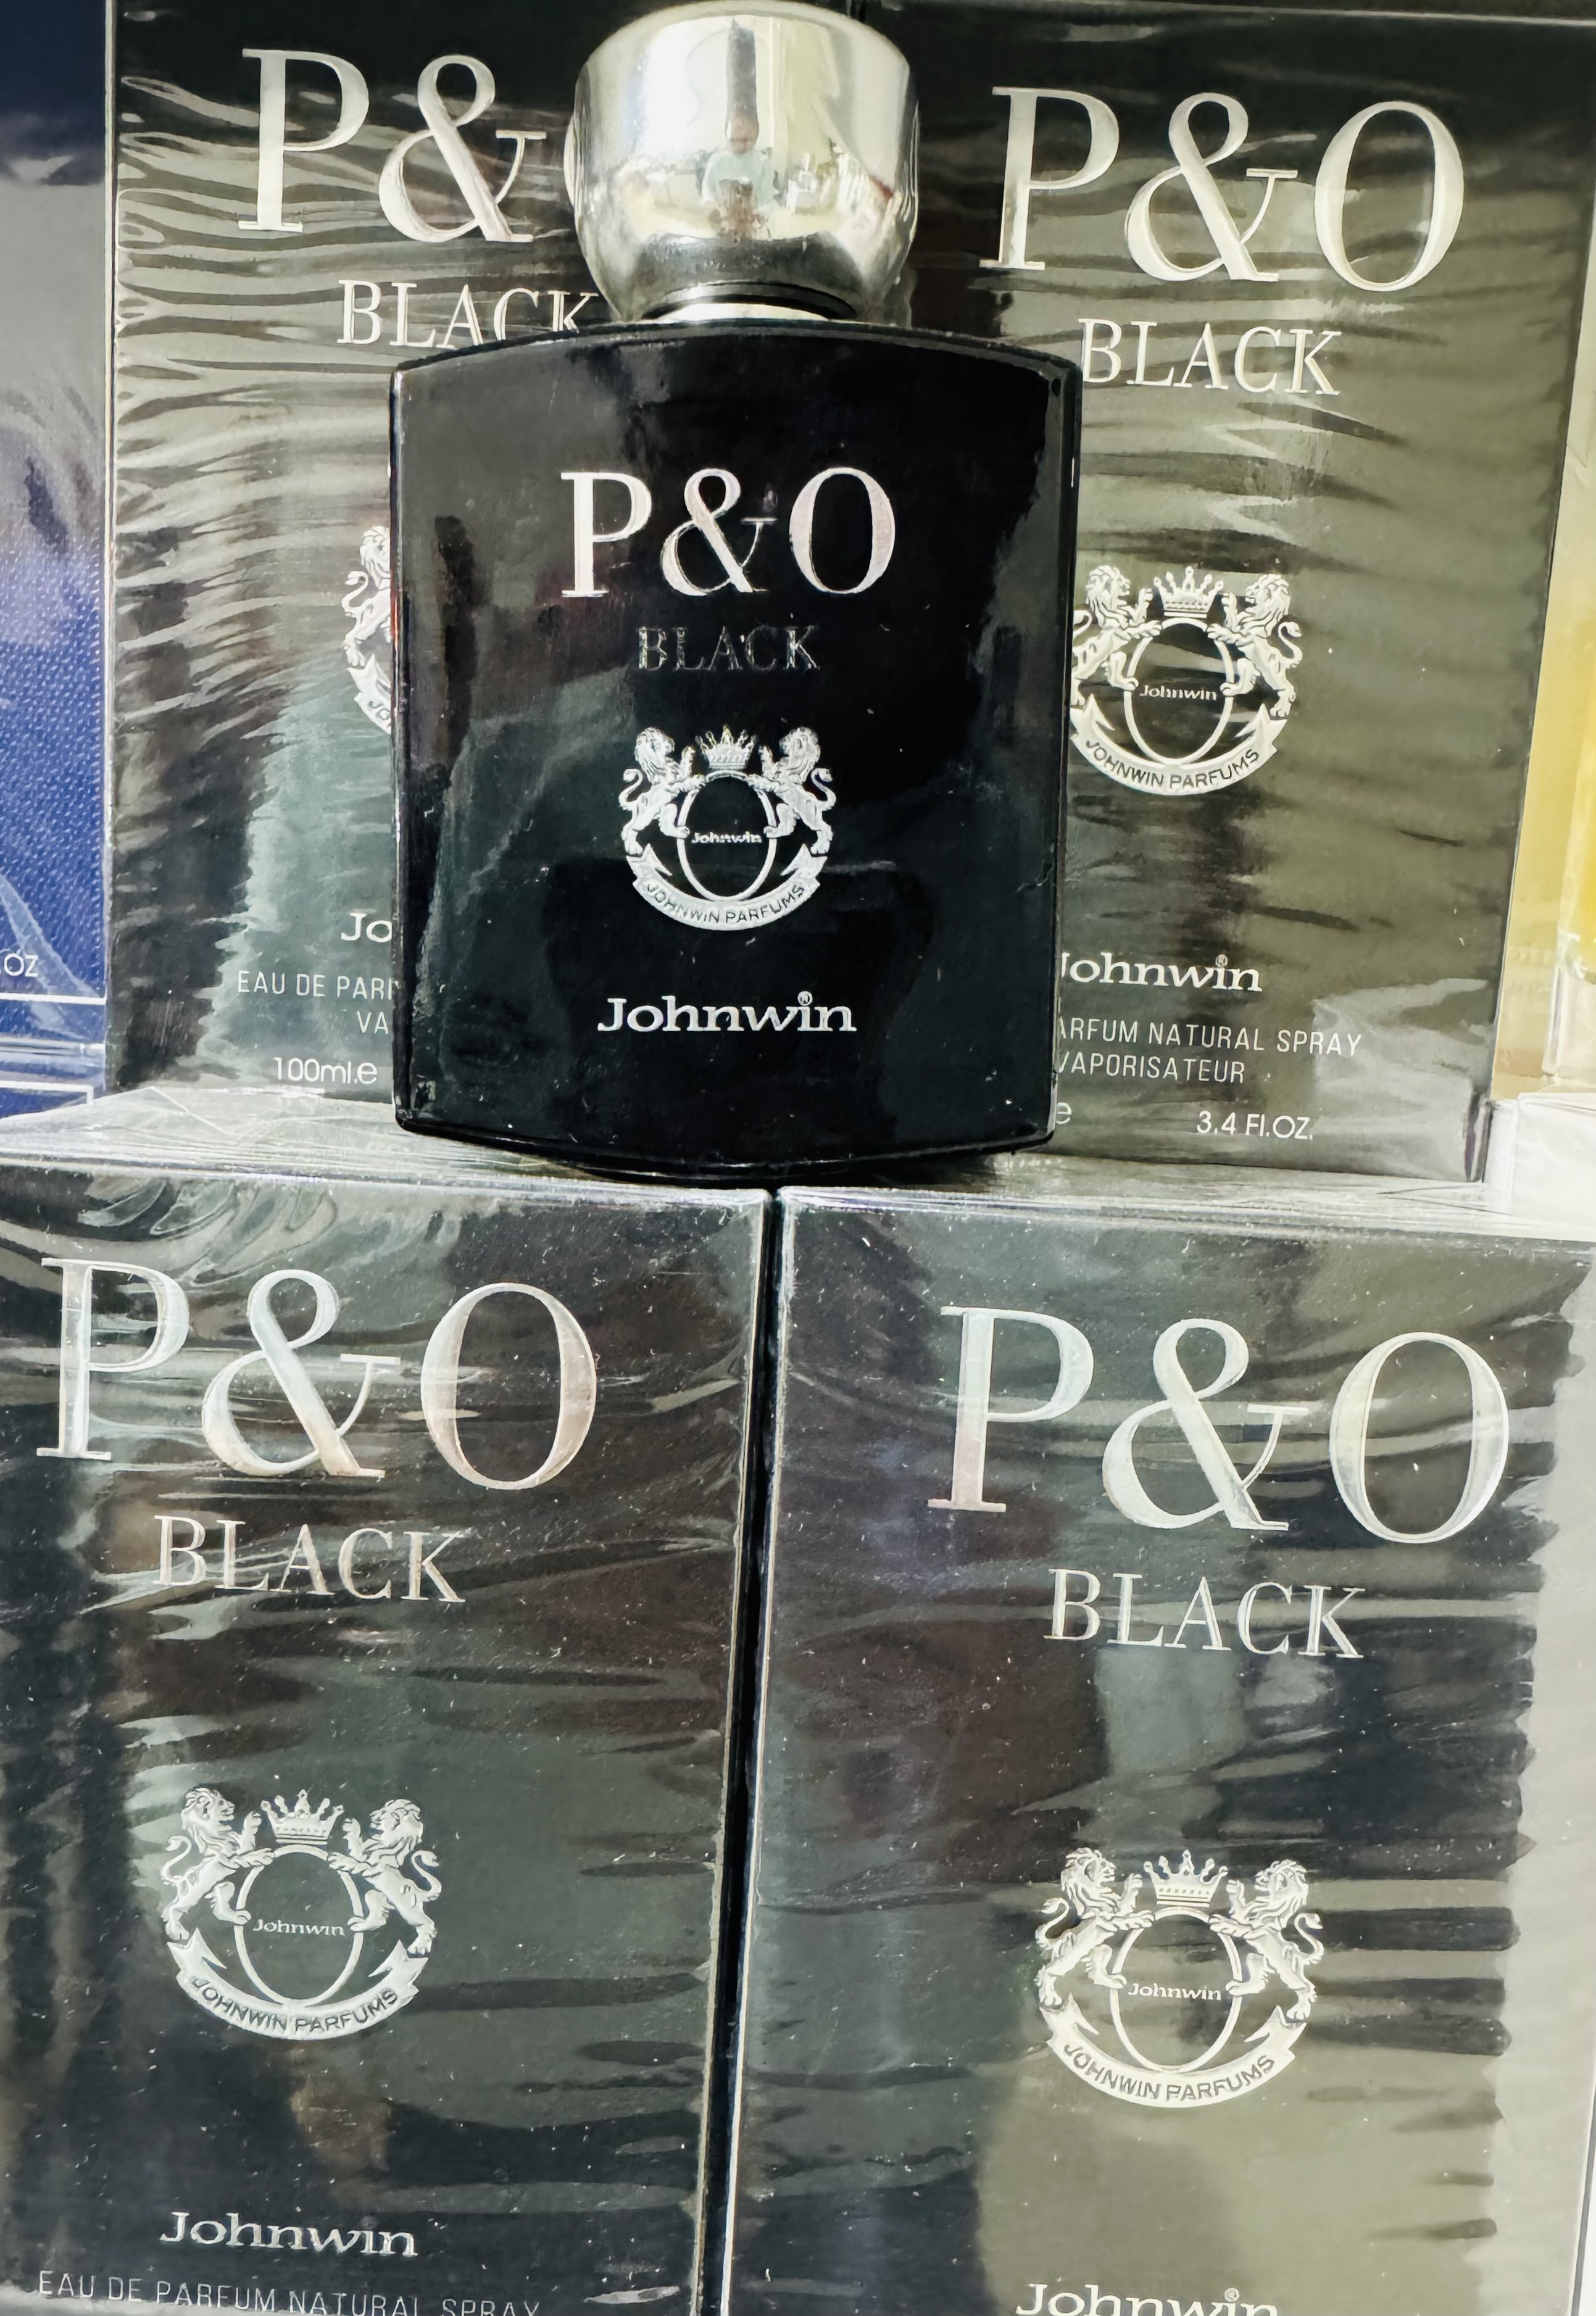 P&
BLACK
Jo
EAU DE PAR
VA
100ml.e
P&O
BLACK
Johnwin
JOHNWIN PARFUMS
Johnwin®
ARFUM NATURAL SPRAY
VAPORISATEUR
e 3.4 Fl.OZ.
P&O
BLACK
Johnwin
JOHNWIN PARFUMS
Johnwin®
.OZ
P&O
BLACK
Johnwin
JOHNWIN PARFUMS
Johnwin
EAU DE PARFUM NATURAL SPRAY
P&O
BLACK
Johnwin
JOHNWIN PARFUMS
Johnwin®